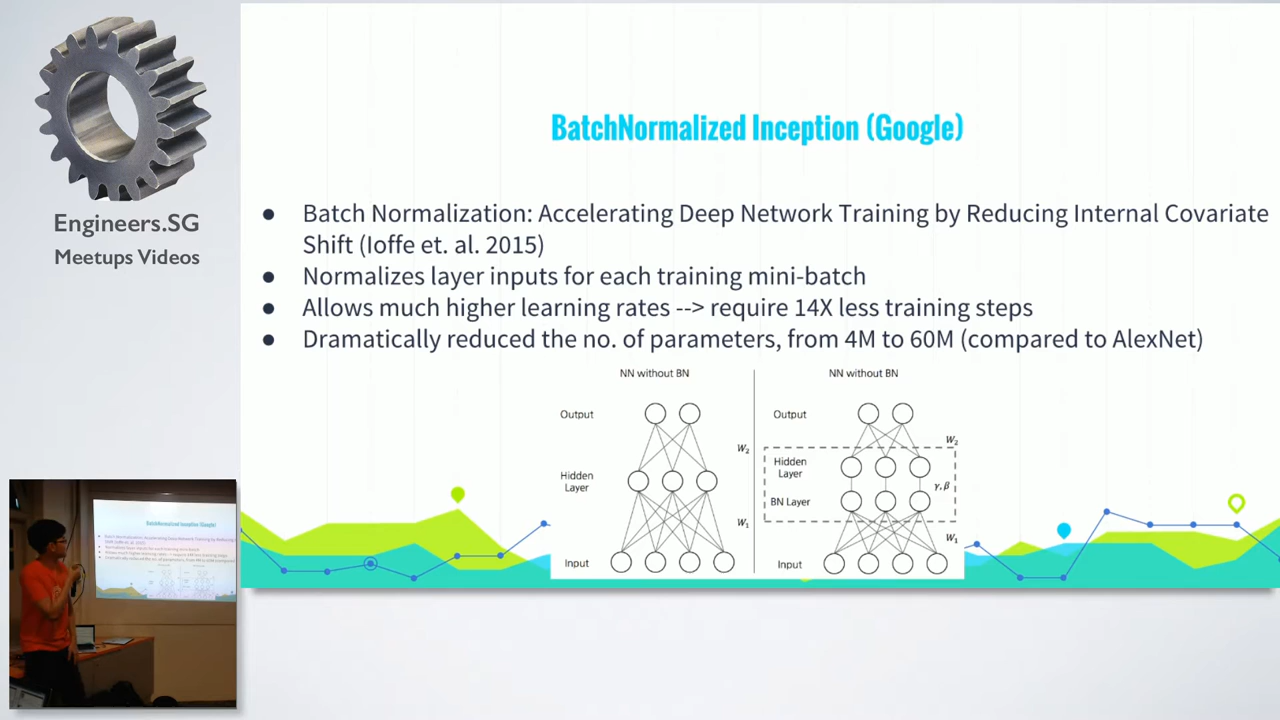 Engineers.SG
Meetups Videos
BatchNormalized Inception (Google)
● Batch Normalization: Accelerating Deep Network Training by Reducing Internal Covariate
Shift (Ioffe et. al. 2015)
● Normalizes layer inputs for each training mini-batch
● Allows much higher learning rates --> require 14X less training steps
● Dramatically reduced the no. of parameters, from 4M to 60M (compared to AlexNet)
NN without BN
Output
W₂
Hidden
Layer
W₁
Input
NN without BN
Output
W₂
Hidden
Layer
γ, β
BN Layer
W₁
Input
BatchNormalized Inception (Google)